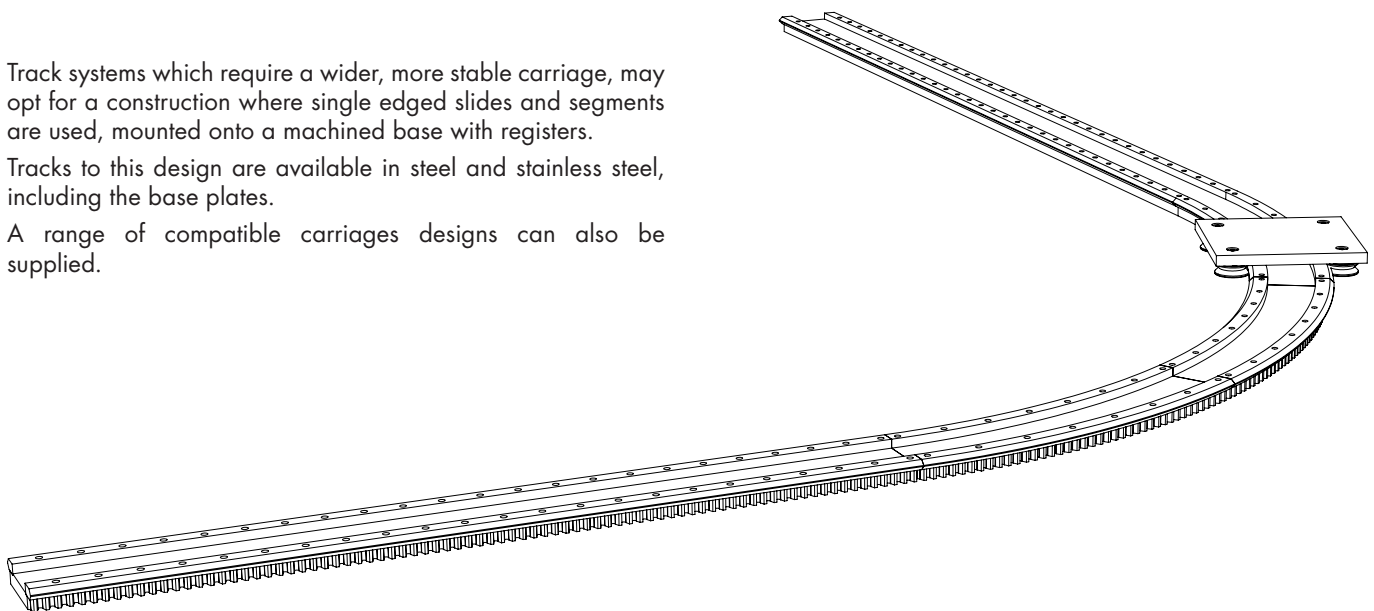 Track systems which require a wider, more stable carriage, may
opt for a construction where single edged slides and segments
are used, mounted onto a machined base with registers.
Tracks to this design are available in steel and stainless steel,
including the base plates.
A range of compatible carriages designs can also be
supplied.